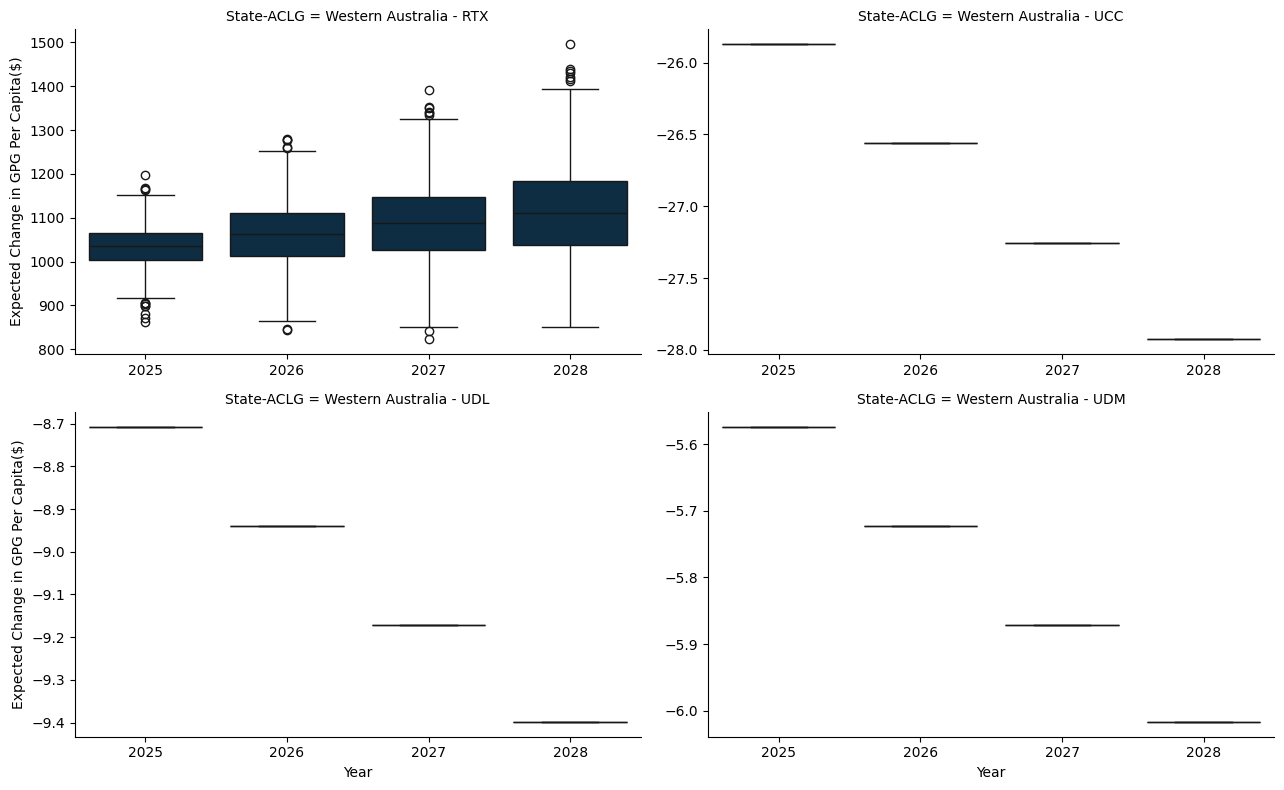 State-ACLG = Western Australia - RTX
Expected Change in GPG Per Capita($)
1500
1400
1300
1200
1100
1000
900
800
2025 2026 2027 2028
State-ACLG = Western Australia - UCC
−26.0
−26.5
−27.0
−27.5
−28.0
2025 2026 2027 2028
State-ACLG = Western Australia - UDL
Expected Change in GPG Per Capita($)
−8.7
−8.8
−8.9
−9.0
−9.1
−9.2
−9.3
−9.4
2025 2026 2027 2028
Year
State-ACLG = Western Australia - UDM
−5.6
−5.7
−5.8
−5.9
−6.0
2025 2026 2027 2028
Year